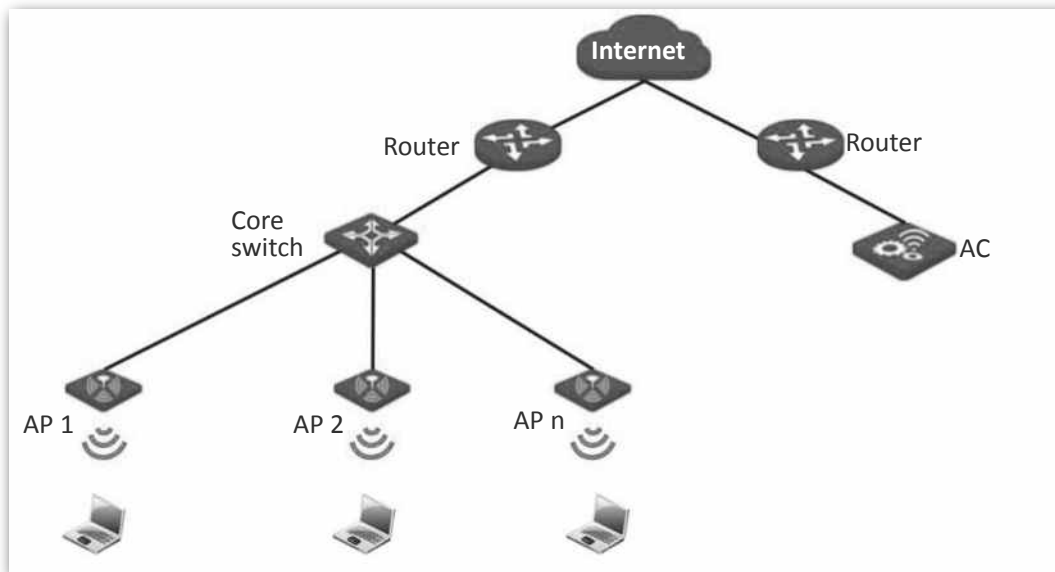 Internet
Router
Router
Core
switch
AC
AP 1
AP 2
AP n